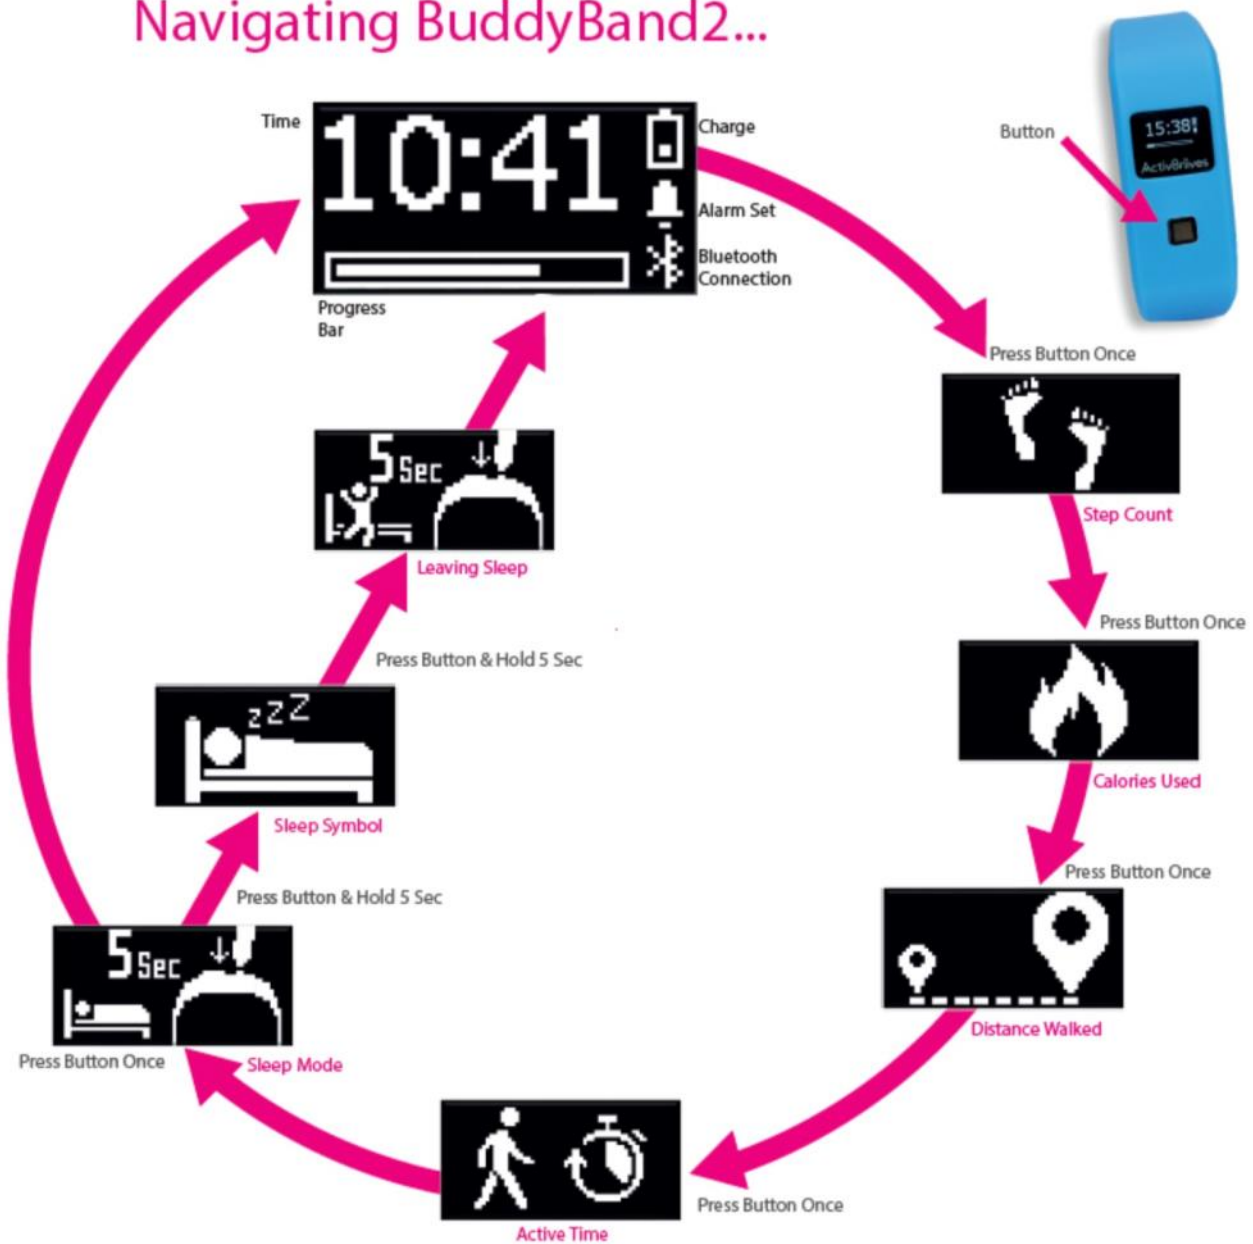 Navigating BuddyBand2...
Time
10:41
Charge
Alarm Set
Bluetooth
Connection
Progress
Bar
Button
15:38
Activ8rlives
Press Button Once
Step Count
Press Button Once
Calories Used
Press Button Once
Distance Walked
Press Button Once
Active Time
5 Sec
Press Button Once
Sleep Mode
Press Button & Hold 5 Sec
zzZ
Sleep Symbol
Press Button & Hold 5 Sec
5 Sec
Leaving Sleep